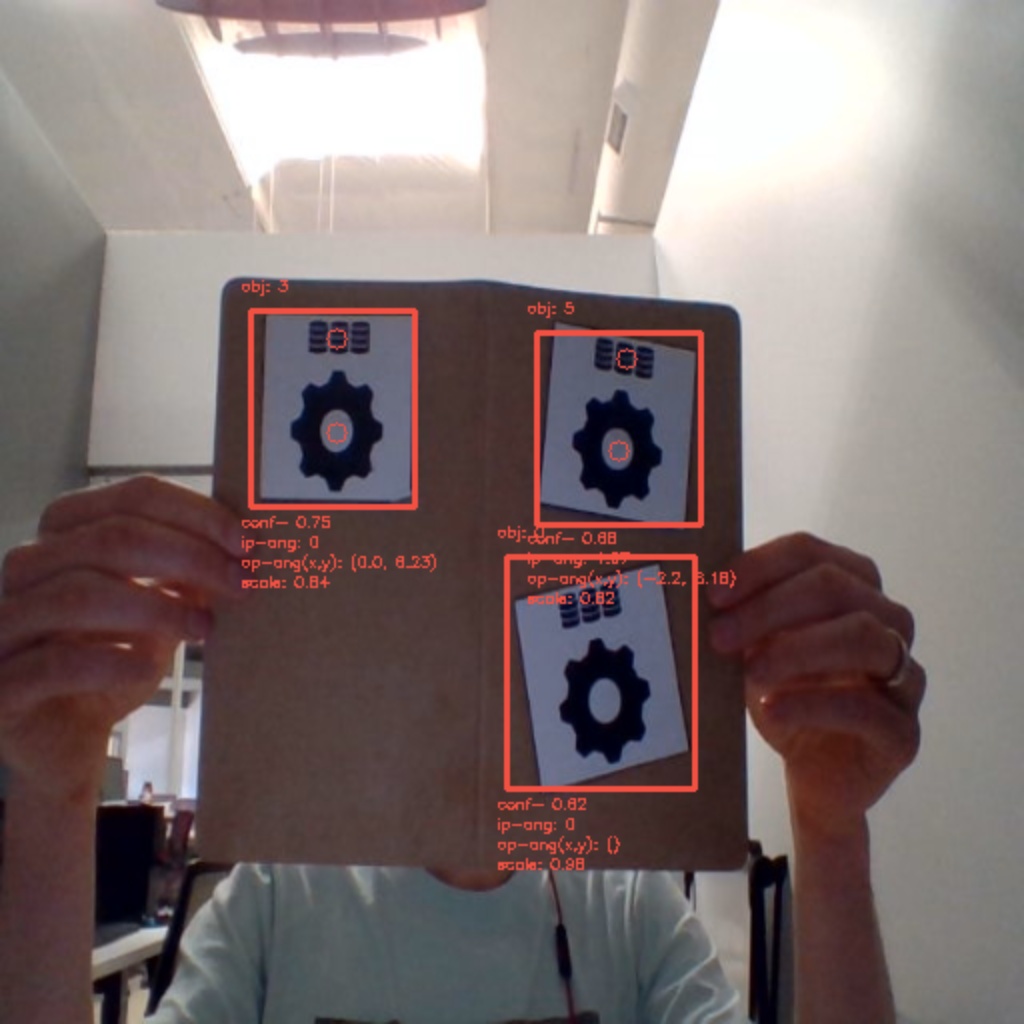 obj: 3
conf- 0.75
ip-ang: 0
op-ang(x,y): (0.0, 6.23)
scale: 0.84
obj: 5
conf- 0.68
op-ang(x,y): (-2.2, 6.18)
scale: 0.82
obj:
conf- 0.82
ip-ang: 0
op-ang(x,y): ()
scale: 0.98